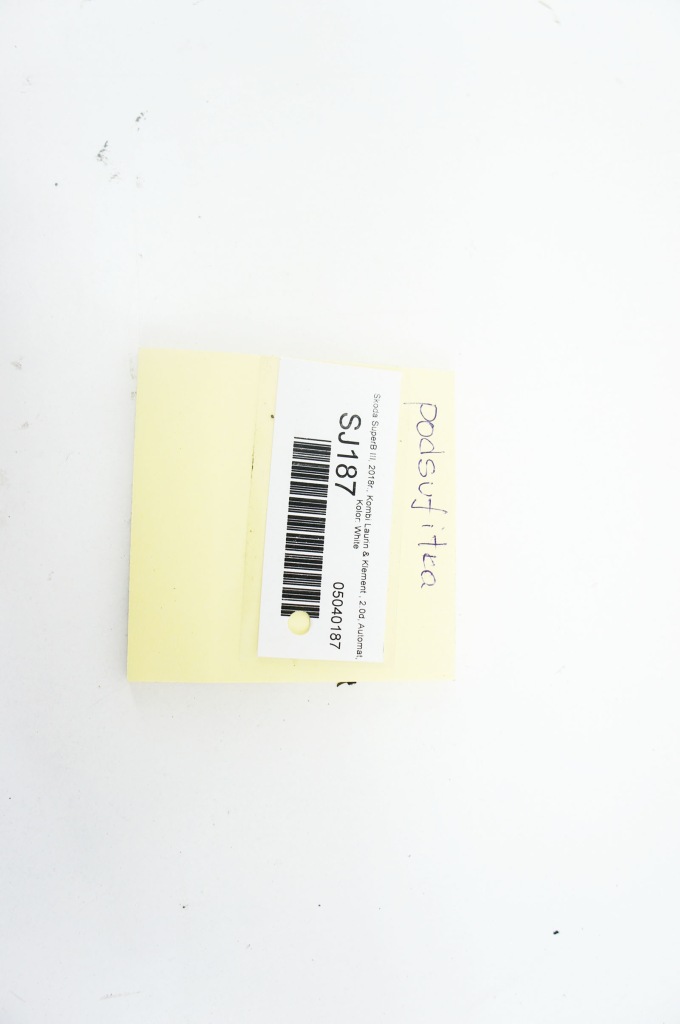 podsufitka
Skoda SuperB III, 2018r., Kombi Laurin & Klement , 2.0d, Automat,
Kolor: White
SJ187
05040187